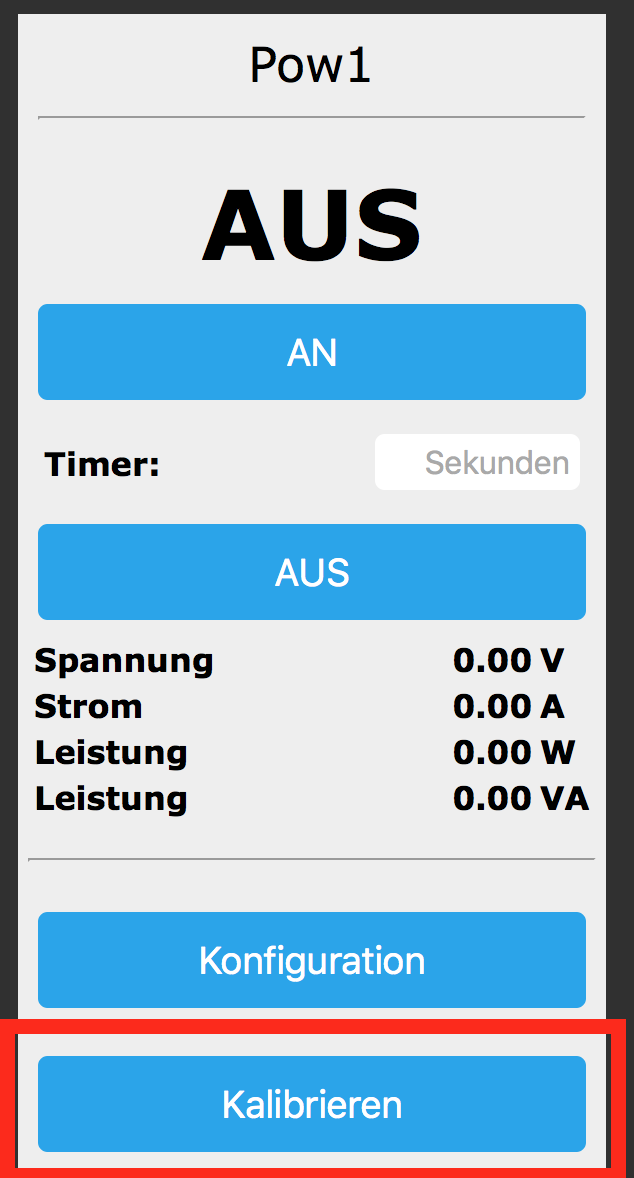 Pow1
AUS
AN
Timer: Sekunden
AUS
Spannung 0.00 V
Strom 0.00 A
Leistung 0.00 W
Leistung 0.00 VA
Konfiguration
Kalibrieren